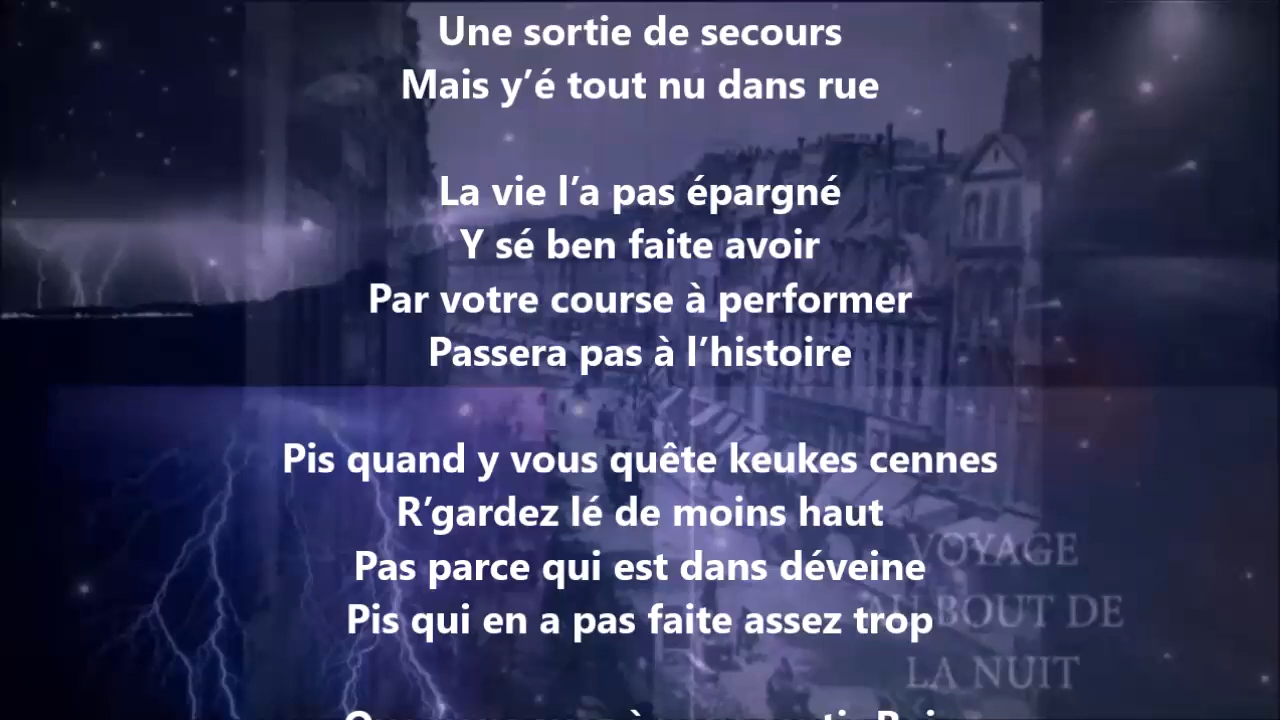 Une sortie de secours
Mais y’é tout nu dans rue
La vie l’a pas épargné
Y sé ben faite avoir
Par votre course à performer
Passera pas à l’histoire
Pis quand y vous quête keukes cennes
R’gardez lé de moins haut
Pas parce qui est dans déveine
Pis qui en a pas faite assez trop
VOYAGE
BOUT DE
LA NUIT